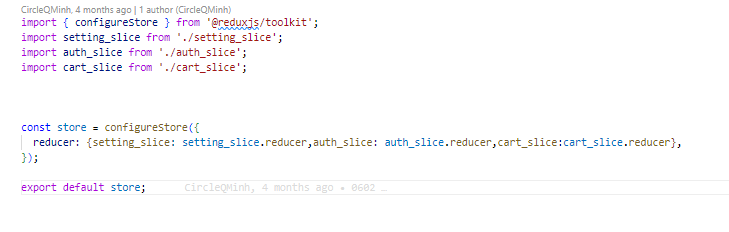 CircleQMinh, 4 months ago | 1 author (CircleQMinh)
import { configureStore } from '@reduxjs/toolkit';
import setting_slice from './setting_slice';
import auth_slice from './auth_slice';
import cart_slice from './cart_slice';
const store = configureStore({
reducer: {setting_slice: setting_slice.reducer,auth_slice: auth_slice.reducer,cart_slice:cart_slice.reducer},
});
export default store; CircleQMinh, 4 months ago • 0602 …